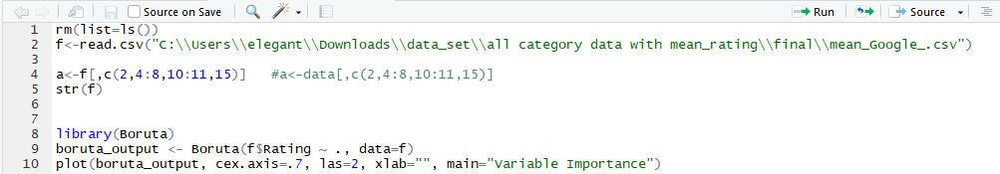 Source on Save Run Source
1 rm(list=ls())
2 f<-read.csv("C:\\Users\\elegant\\Downloads\\data_set\\all category data with mean_rating\\final\\mean_Google_.csv")
3
4 a<-f[,c(2,4:8,10:11,15)] #a<-data[,c(2,4:8,10:11,15)]
5 str(f)
6
7
8 library(Boruta)
9 boruta_output <- Boruta(f$Rating ~ ., data=f)
10 plot(boruta_output, cex.axis=.7, las=2, xlab="", main="Variable Importance")